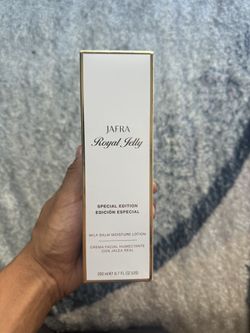 JAFRA
Royal Jelly
SPECIAL EDITION
EDICIÓN ESPECIAL
MILK BALM MOISTURE LOTION
CREMA FACIAL HUMECTANTE
CON JALEA REAL
200 ml ℮ 6.7 FL.OZ.(US)